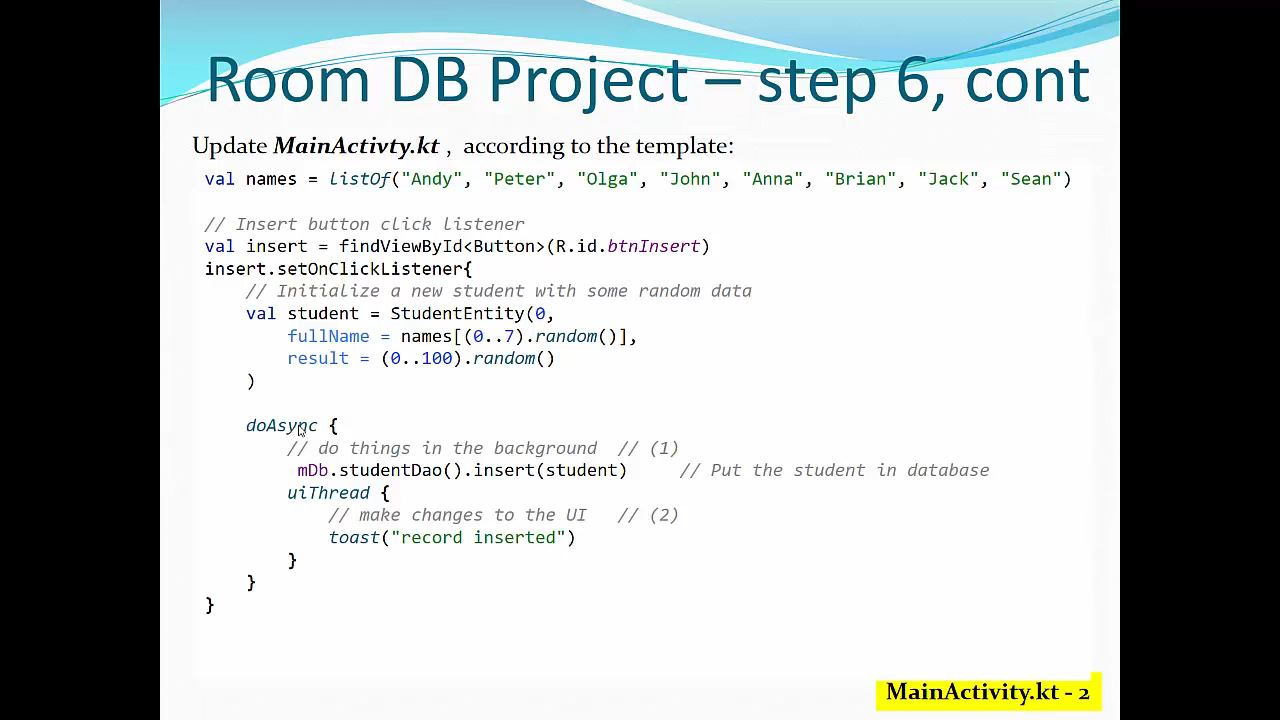 Room DB Project – step 6, cont
Update MainActivty.kt , according to the template:
val names = listOf("Andy", "Peter", "Olga", "John", "Anna", "Brian", "Jack", "Sean")
// Insert button click listener
val insert = findViewById<Button>(R.id.btnInsert)
insert.setOnClickListener{
// Initialize a new student with some random data
val student = StudentEntity(0,
fullName = names[(0..7).random()],
result = (0..100).random()
)
doAsync {
// do things in the background // (1)
mDb.studentDao().insert(student) // Put the student in database
uiThread {
// make changes to the UI // (2)
toast("record inserted")
}
}
}
MainActivity.kt - 2